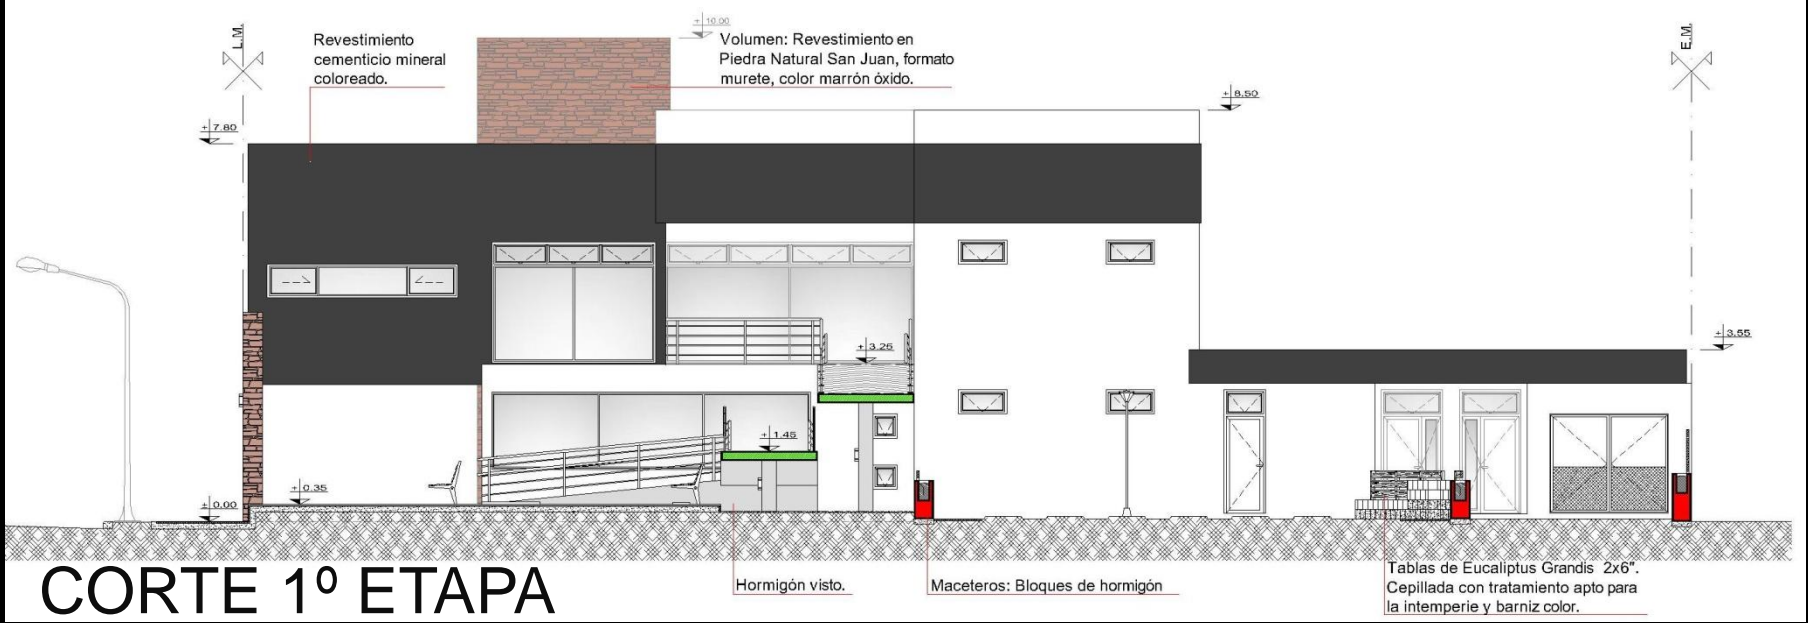 L.M.
Revestimiento
cementicio mineral
coloreado.
+ 10.00
Volumen: Revestimiento en
Piedra Natural San Juan, formato
murete, color marrón óxido.
E.M.
+ 8.50
+ 7.80
+ 3.55
+ 3.25
+ 1.45
+ 0.35
+ 0.00
Hormigón visto.
Maceteros: Bloques de hormigón
Tablas de Eucaliptus Grandis 2x6".
Cepillada con tratamiento apto para
la intemperie y barniz color.
CORTE 1º ETAPA